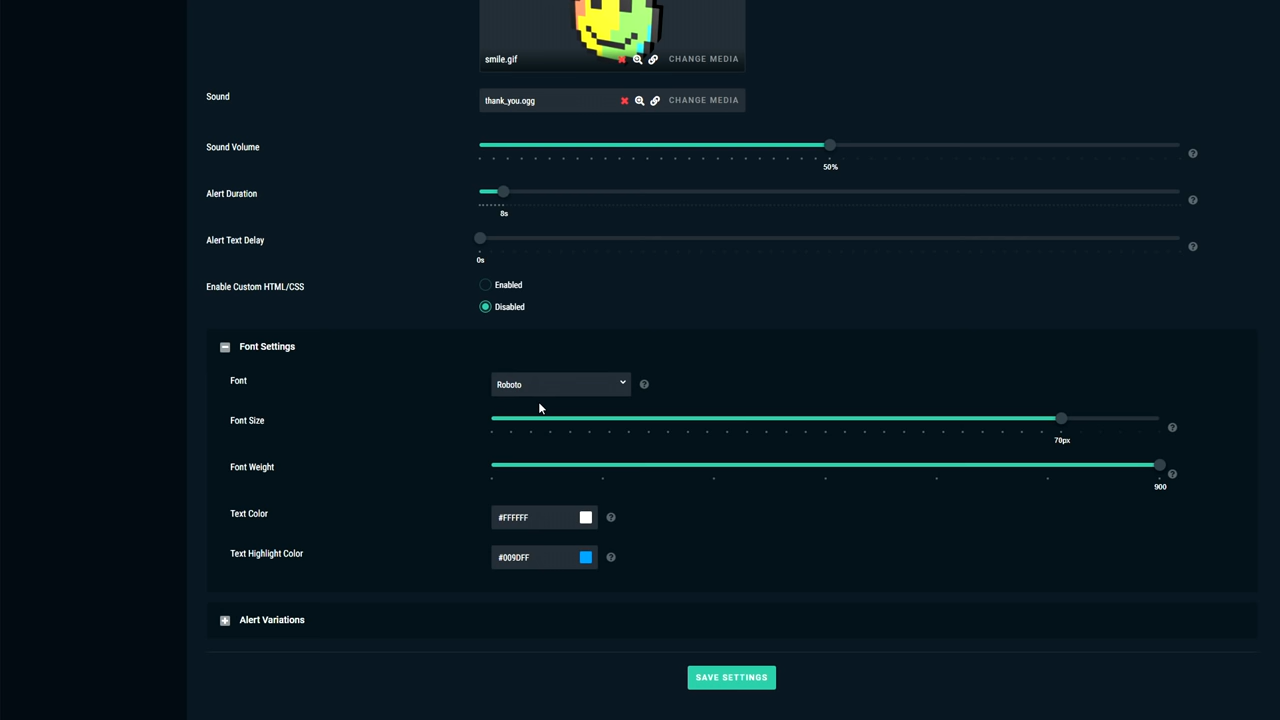 smile.gif CHANGE MEDIA
Sound thank_you.ogg CHANGE MEDIA
Sound Volume
50%
Alert Duration
8s
Alert Text Delay
0s
Enable Custom HTML/CSS Enabled
Disabled
Font Settings
Font Roboto
Font Size
70px
Font Weight
900
Text Color #FFFFFF
Text Highlight Color #009DFF
Alert Variations
SAVE SETTINGS